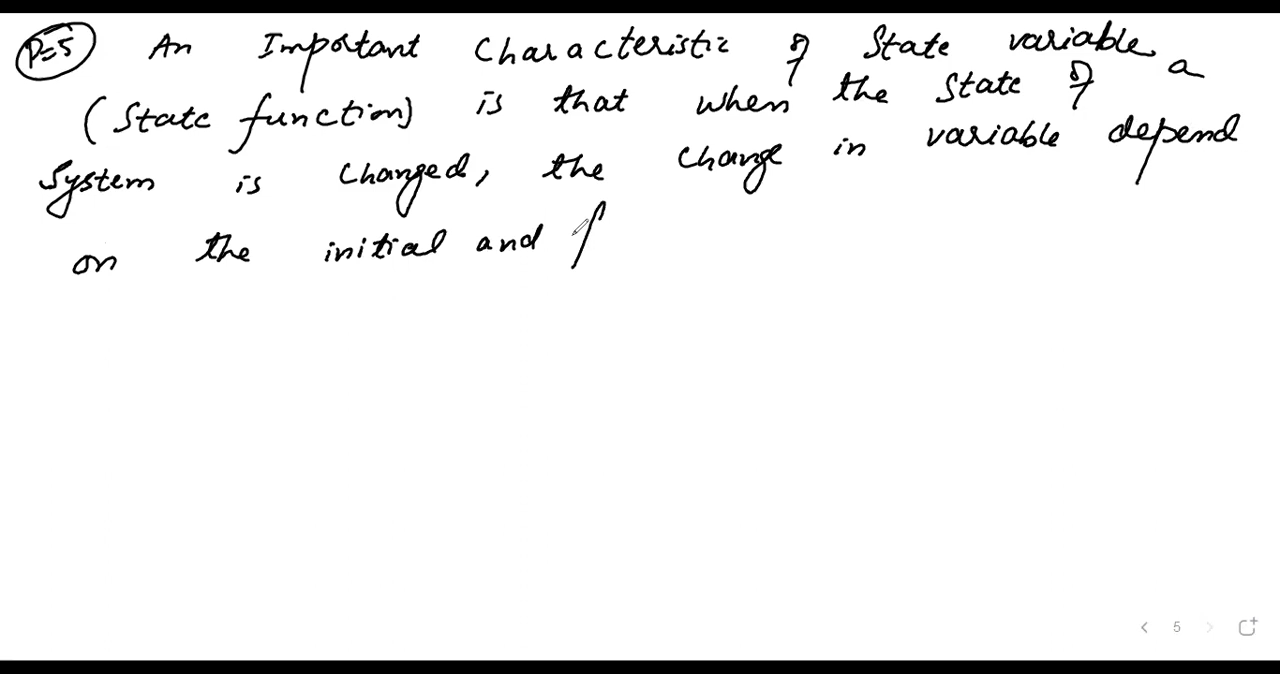 P=5 An Important Characteristic of State variable
(State function) is that when the State of a
System is changed, the change in variable depend
on the initial and f
5